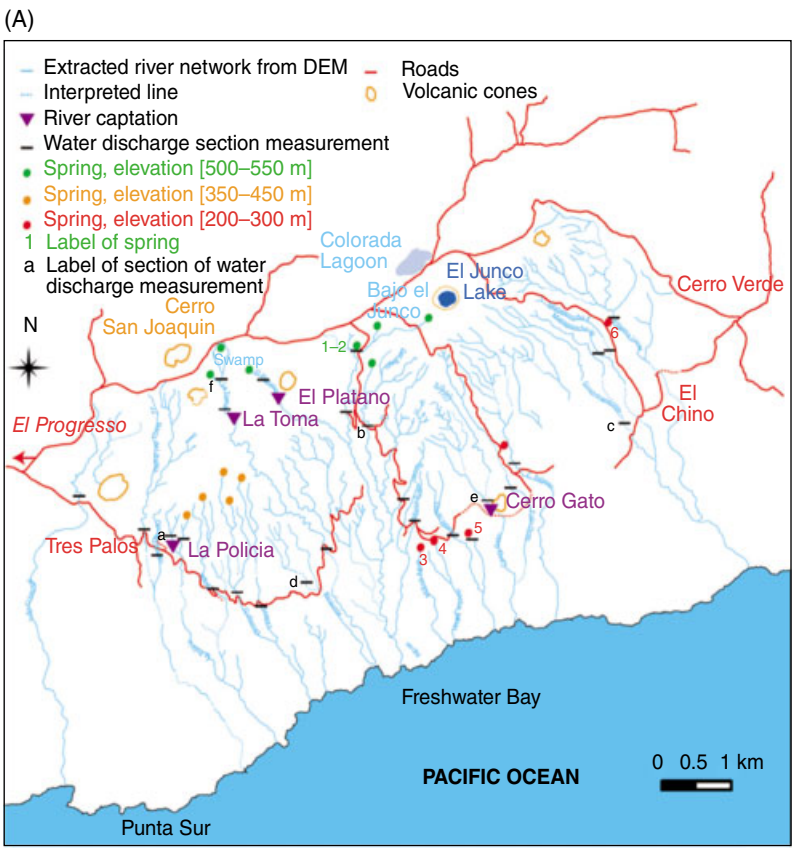 (A)
Extracted river network from DEM
Roads
Interpreted line
Volcanic cones
River captation
Water discharge section measurement
Spring, elevation [500–550 m]
Spring, elevation [350–450 m]
Spring, elevation [200–300 m]
1 Label of spring
a Label of section of water
discharge measurement
Colorada
Lagoon
El Junco
Lake
Bajo el
Junco
Cerro Verde
Cerro
San Joaquin
N
1–2
6
Swamp
f
El Platano
La Toma
El
Chino
c
El Progresso
b
e
Cerro Gato
Tres Palos
a
La Policia
5
4
3
d
Freshwater Bay
0 0.5 1 km
PACIFIC OCEAN
Punta Sur